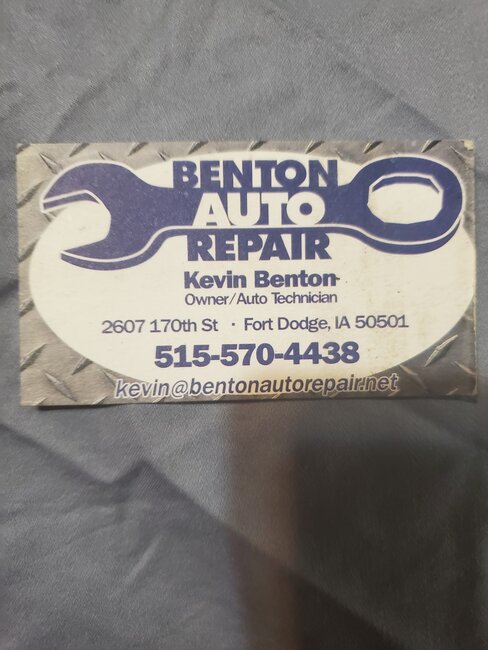 BENTON
AUTO
REPAIR
Kevin Benton
Owner/Auto Technician
2607 170th St · Fort Dodge, IA 50501
515-570-4438
kevin@bentonautorepair.net